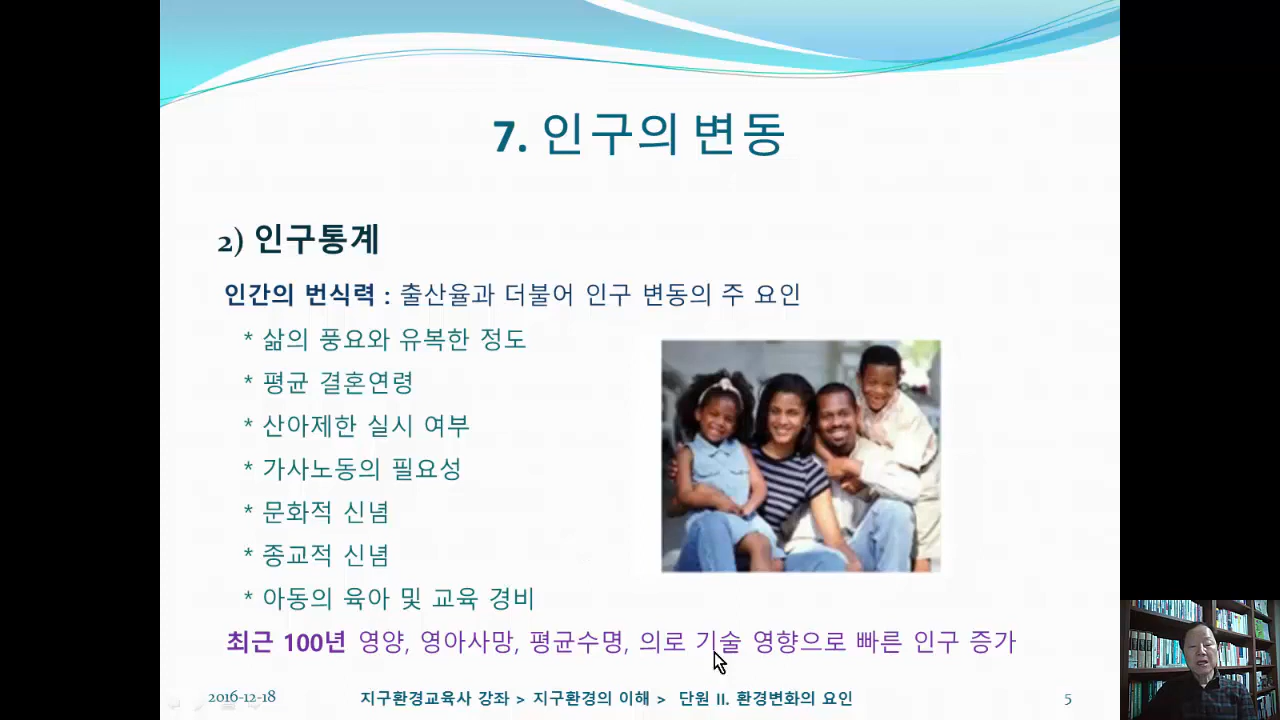 7. 인구의 변동
2) 인구통계
인간의 번식력 : 출산율과 더불어 인구 변동의 주 요인
* 삶의 풍요와 유복한 정도
* 평균 결혼연령
* 산아제한 실시 여부
* 가사노동의 필요성
* 문화적 신념
* 종교적 신념
* 아동의 육아 및 교육 경비
최근 100년 영양, 영아사망, 평균수명, 의로 기술 영향으로 빠른 인구 증가
2016-12-18 지구환경교육사 강좌 > 지구환경의 이해 > 단원 II. 환경변화의 요인 5